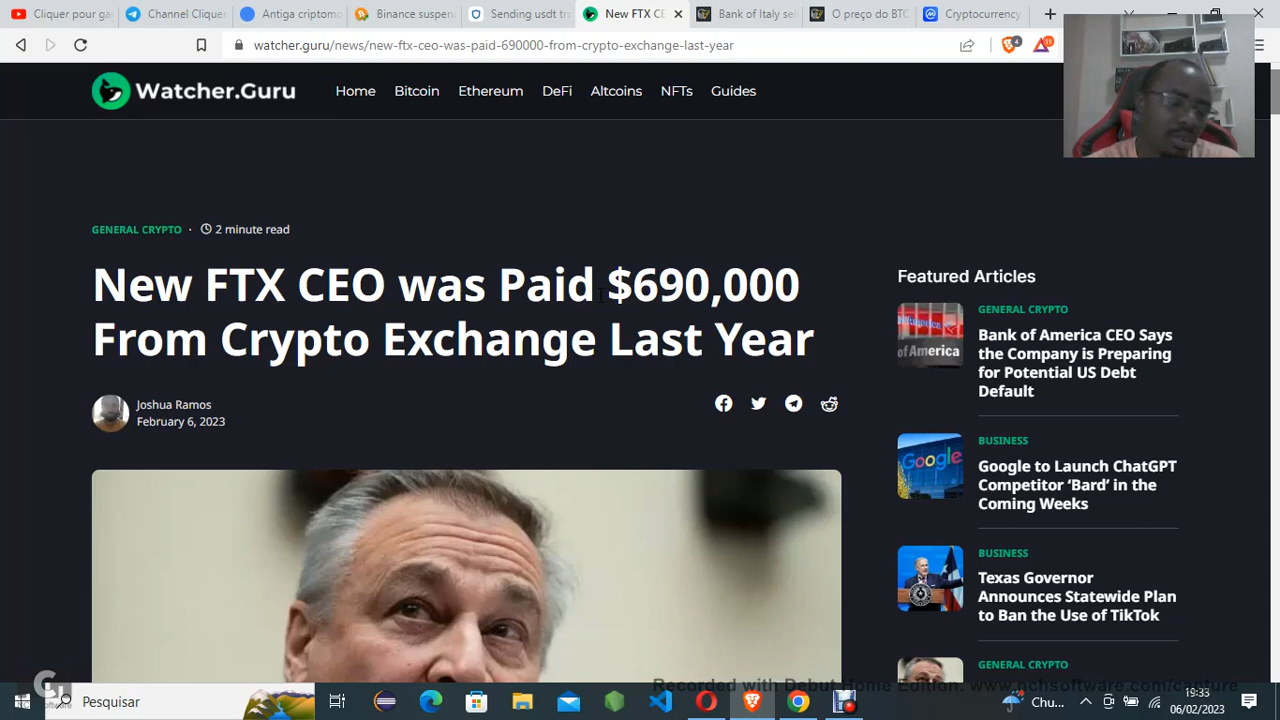 Cliquer pour ga
Channel Clique
Antiga criptomo
Binance suspen
Sending usdt tr
New FTX CE
Bank of Italy sel
O preço do BTC
Cryptocurrency
watcher.guru/news/new-ftx-ceo-was-paid-690000-from-crypto-exchange-last-year
4
Watcher.Guru
Home
Bitcoin
Ethereum
DeFi
Altcoins
NFTs
Guides
GENERAL CRYPTO · 2 minute read
New FTX CEO was Paid $690,000
From Crypto Exchange Last Year
Joshua Ramos
February 6, 2023
Featured Articles
GENERAL CRYPTO
Bank of America CEO Says
the Company is Preparing
for Potential US Debt
Default
of America
BUSINESS
Google to Launch ChatGPT
Competitor ‘Bard’ in the
Coming Weeks
Google
BUSINESS
Texas Governor
Announces Statewide Plan
to Ban the Use of TikTok
GENERAL CRYPTO
Recorded with Debut Home Edition. www.nchsoftware.com/capture
Pesquisar
Chu...
19:33
06/02/2023